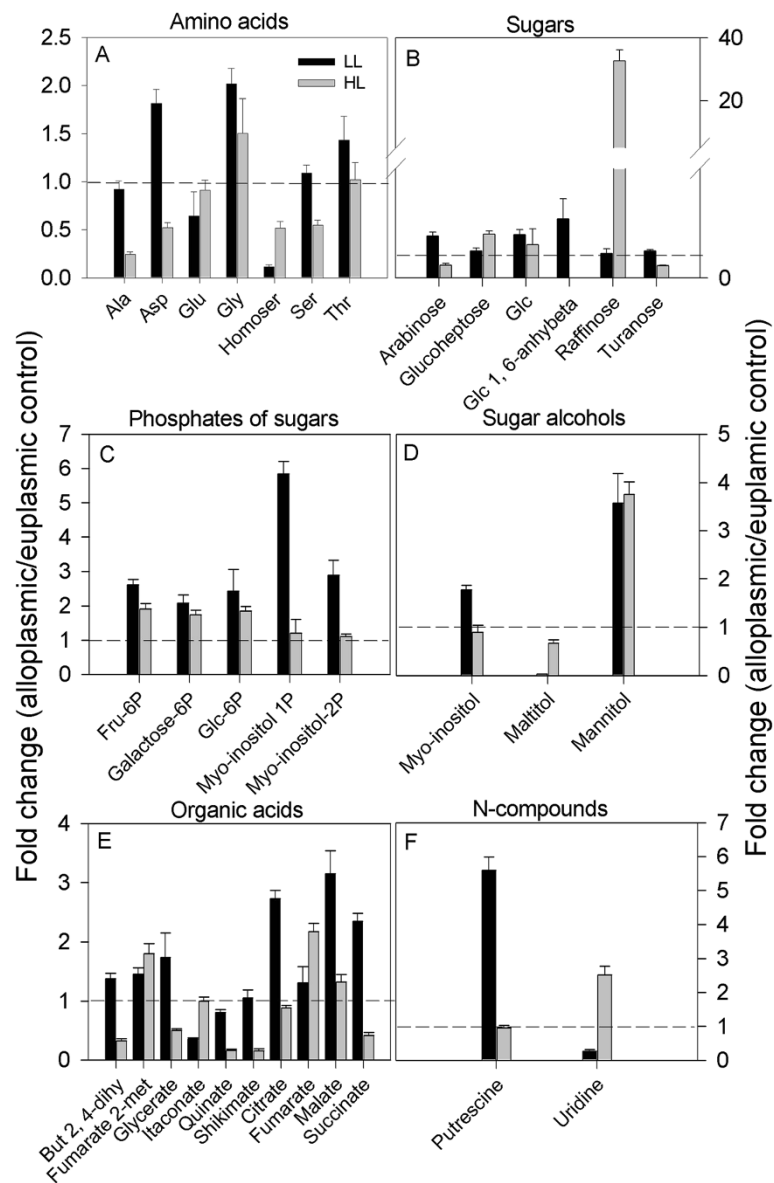 Amino acids
Sugars
A
LL
HL
B
2.5
2.0
1.5
1.0
0.5
0.0
40
20
0
Ala
Asp
Glu
Gly
Homoser
Ser
Thr
Arabinose
Glucoheptose
Glc
Glc 1, 6-anhybeta
Raffinose
Turanose
Fold change (alloplasmic/euplasmic control)
Fold change (alloplasmic/euplamic control)
Phosphates of sugars
Sugar alcohols
C
D
7
6
5
4
3
2
1
0
5
4
3
2
1
0
Fru-6P
Galactose-6P
Glc-6P
Myo-inositol 1P
Myo-inositol-2P
Myo-inositol
Maltitol
Mannitol
Organic acids
N-compounds
E
F
4
3
2
1
0
7
6
5
4
3
2
1
0
But 2, 4-dihy
Fumarate 2-met
Glycerate
Itaconate
Quinate
Shikimate
Citrate
Fumarate
Malate
Succinate
Putrescine
Uridine